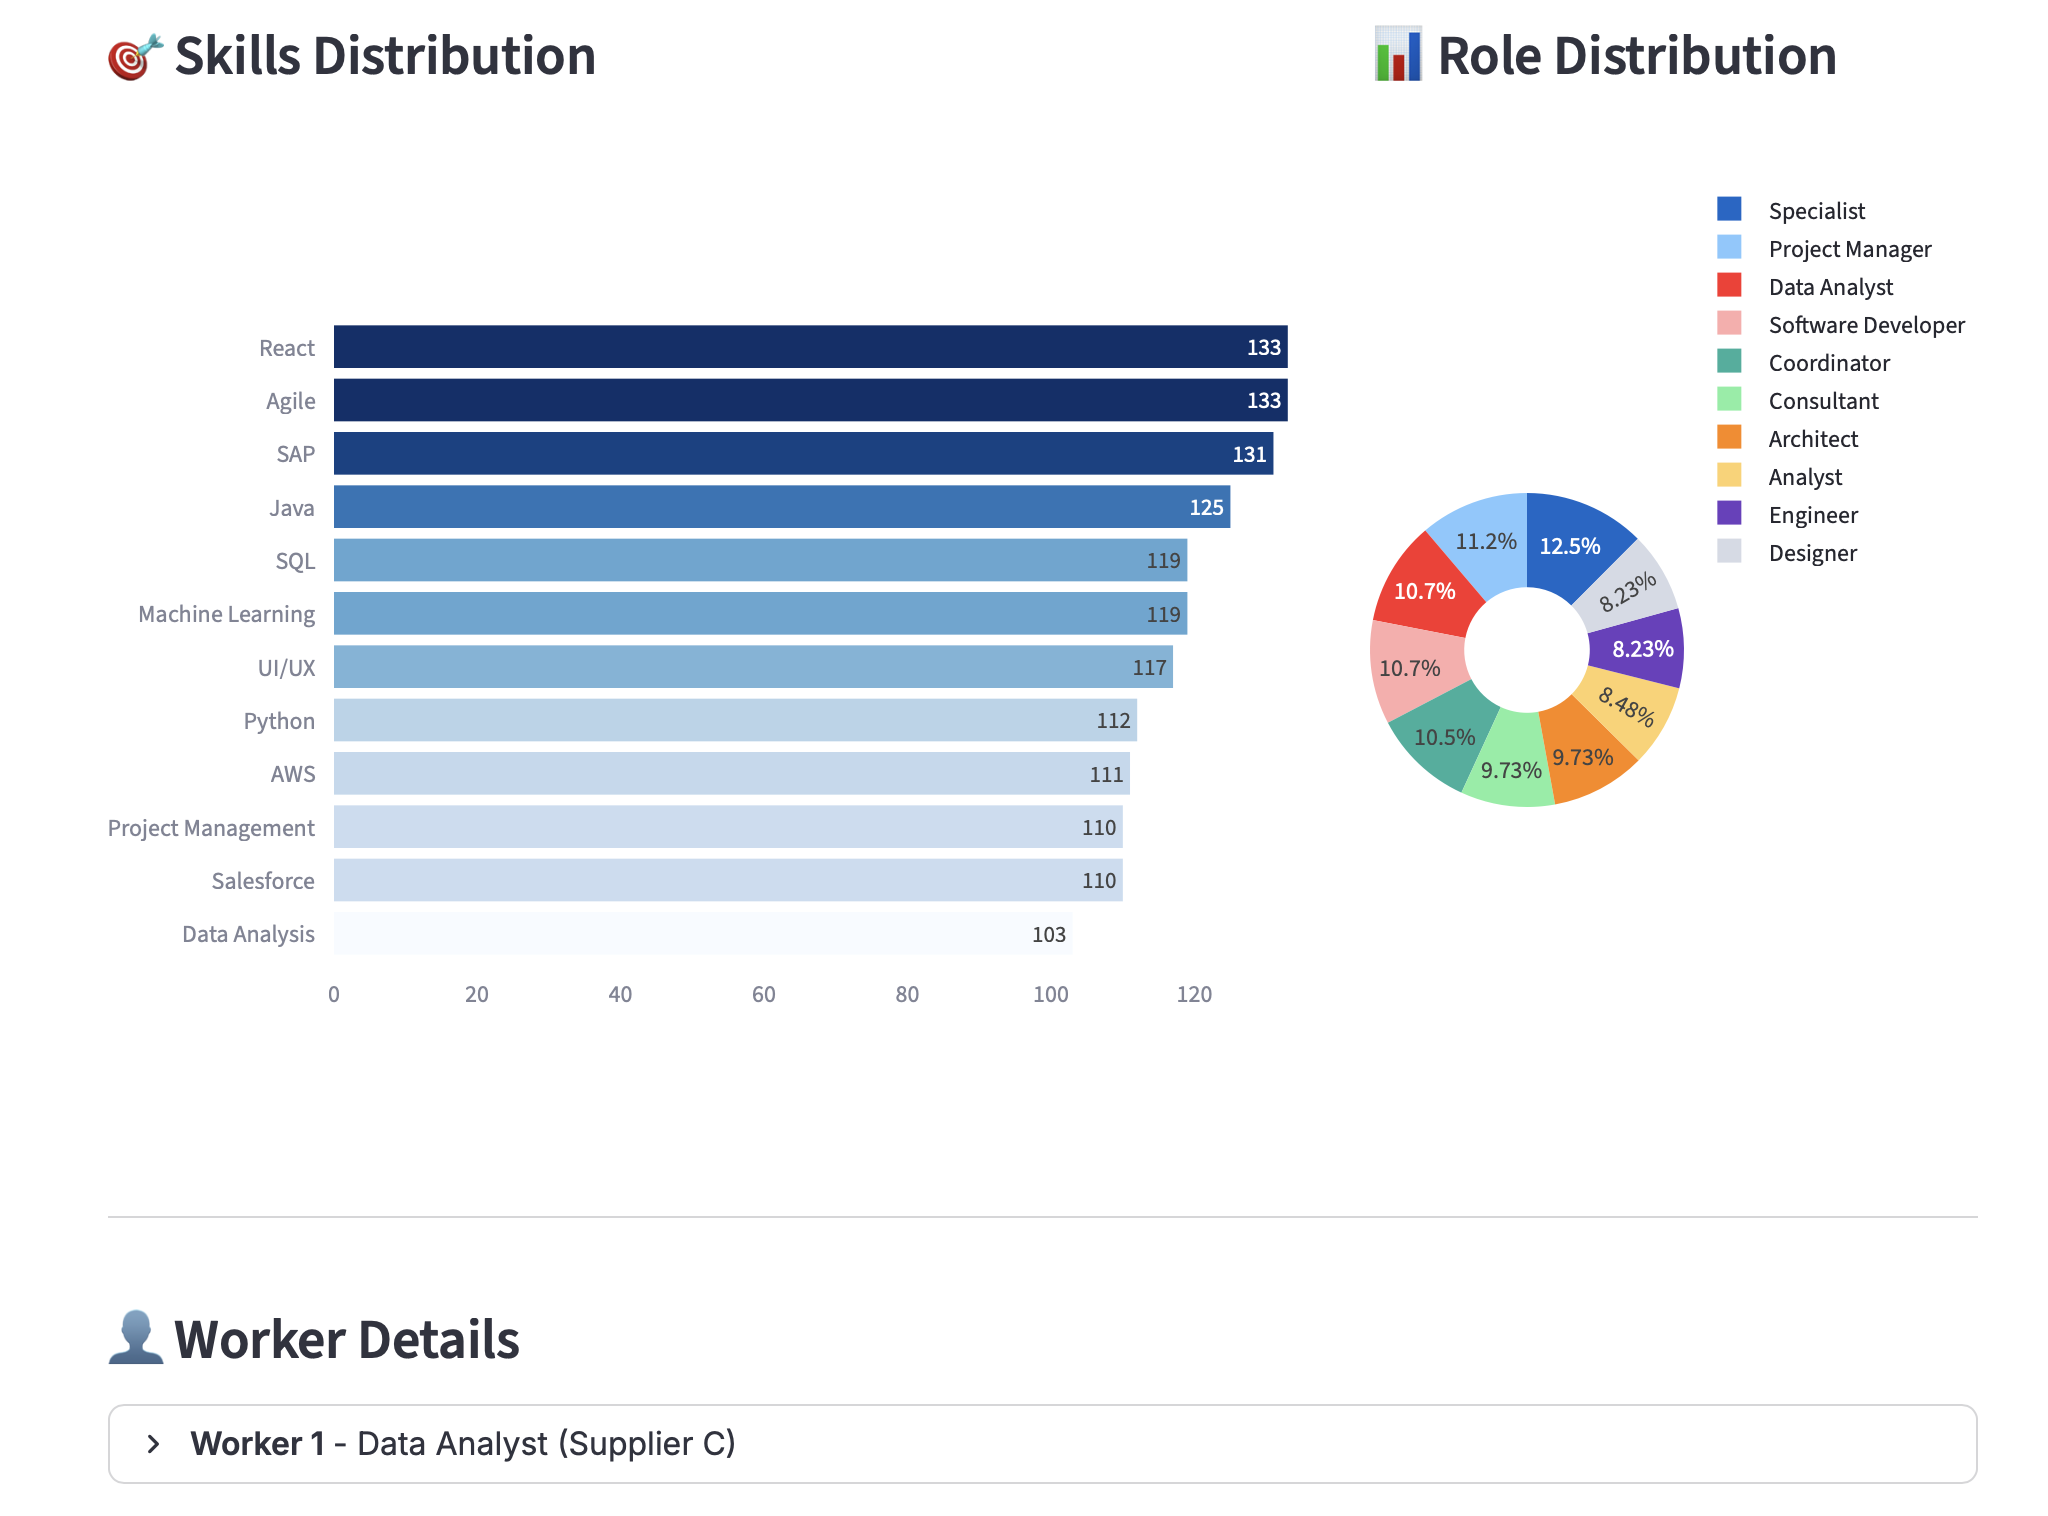 Skills Distribution
React 133
Agile 133
SAP 131
Java 125
SQL 119
Machine Learning 119
UI/UX 117
Python 112
AWS 111
Project Management 110
Salesforce 110
Data Analysis 103
0 20 40 60 80 100 120
Role Distribution
Specialist
Project Manager
Data Analyst
Software Developer
Coordinator
Consultant
Architect
Analyst
Engineer
Designer
11.2% 12.5%
10.7% 8.23%
10.7% 8.23%
10.5% 8.48%
9.73% 9.73%
Worker Details
Worker 1 - Data Analyst (Supplier C)